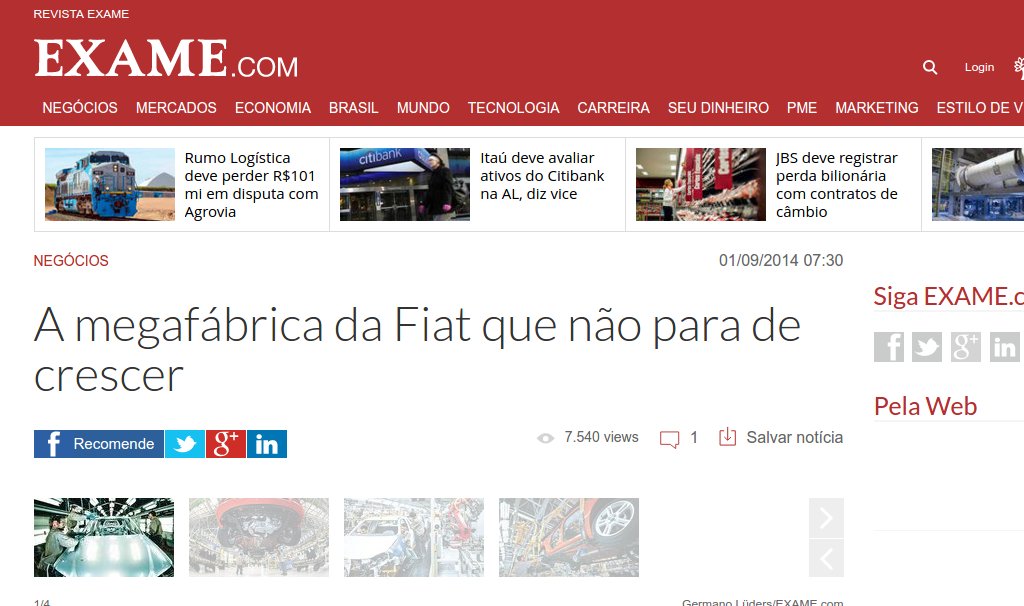 REVISTA EXAME
EXAME.COM
Login
NEGÓCIOS MERCADOS ECONOMIA BRASIL MUNDO TECNOLOGIA CARREIRA SEU DINHEIRO PME MARKETING ESTILO DE V
Rumo Logística
deve perder R$101
mi em disputa com
Agrovia
citibank
Itaú deve avaliar
ativos do Citibank
na AL, diz vice
JBS deve registrar
perda bilionária
com contratos de
câmbio
NEGÓCIOS
01/09/2014 07:30
A megafábrica da Fiat que não para de
crescer
Recomende
7.540 views
1
Salvar notícia
Siga EXAME.c
Pela Web
1/4
Germano Lüders/EXAME.com